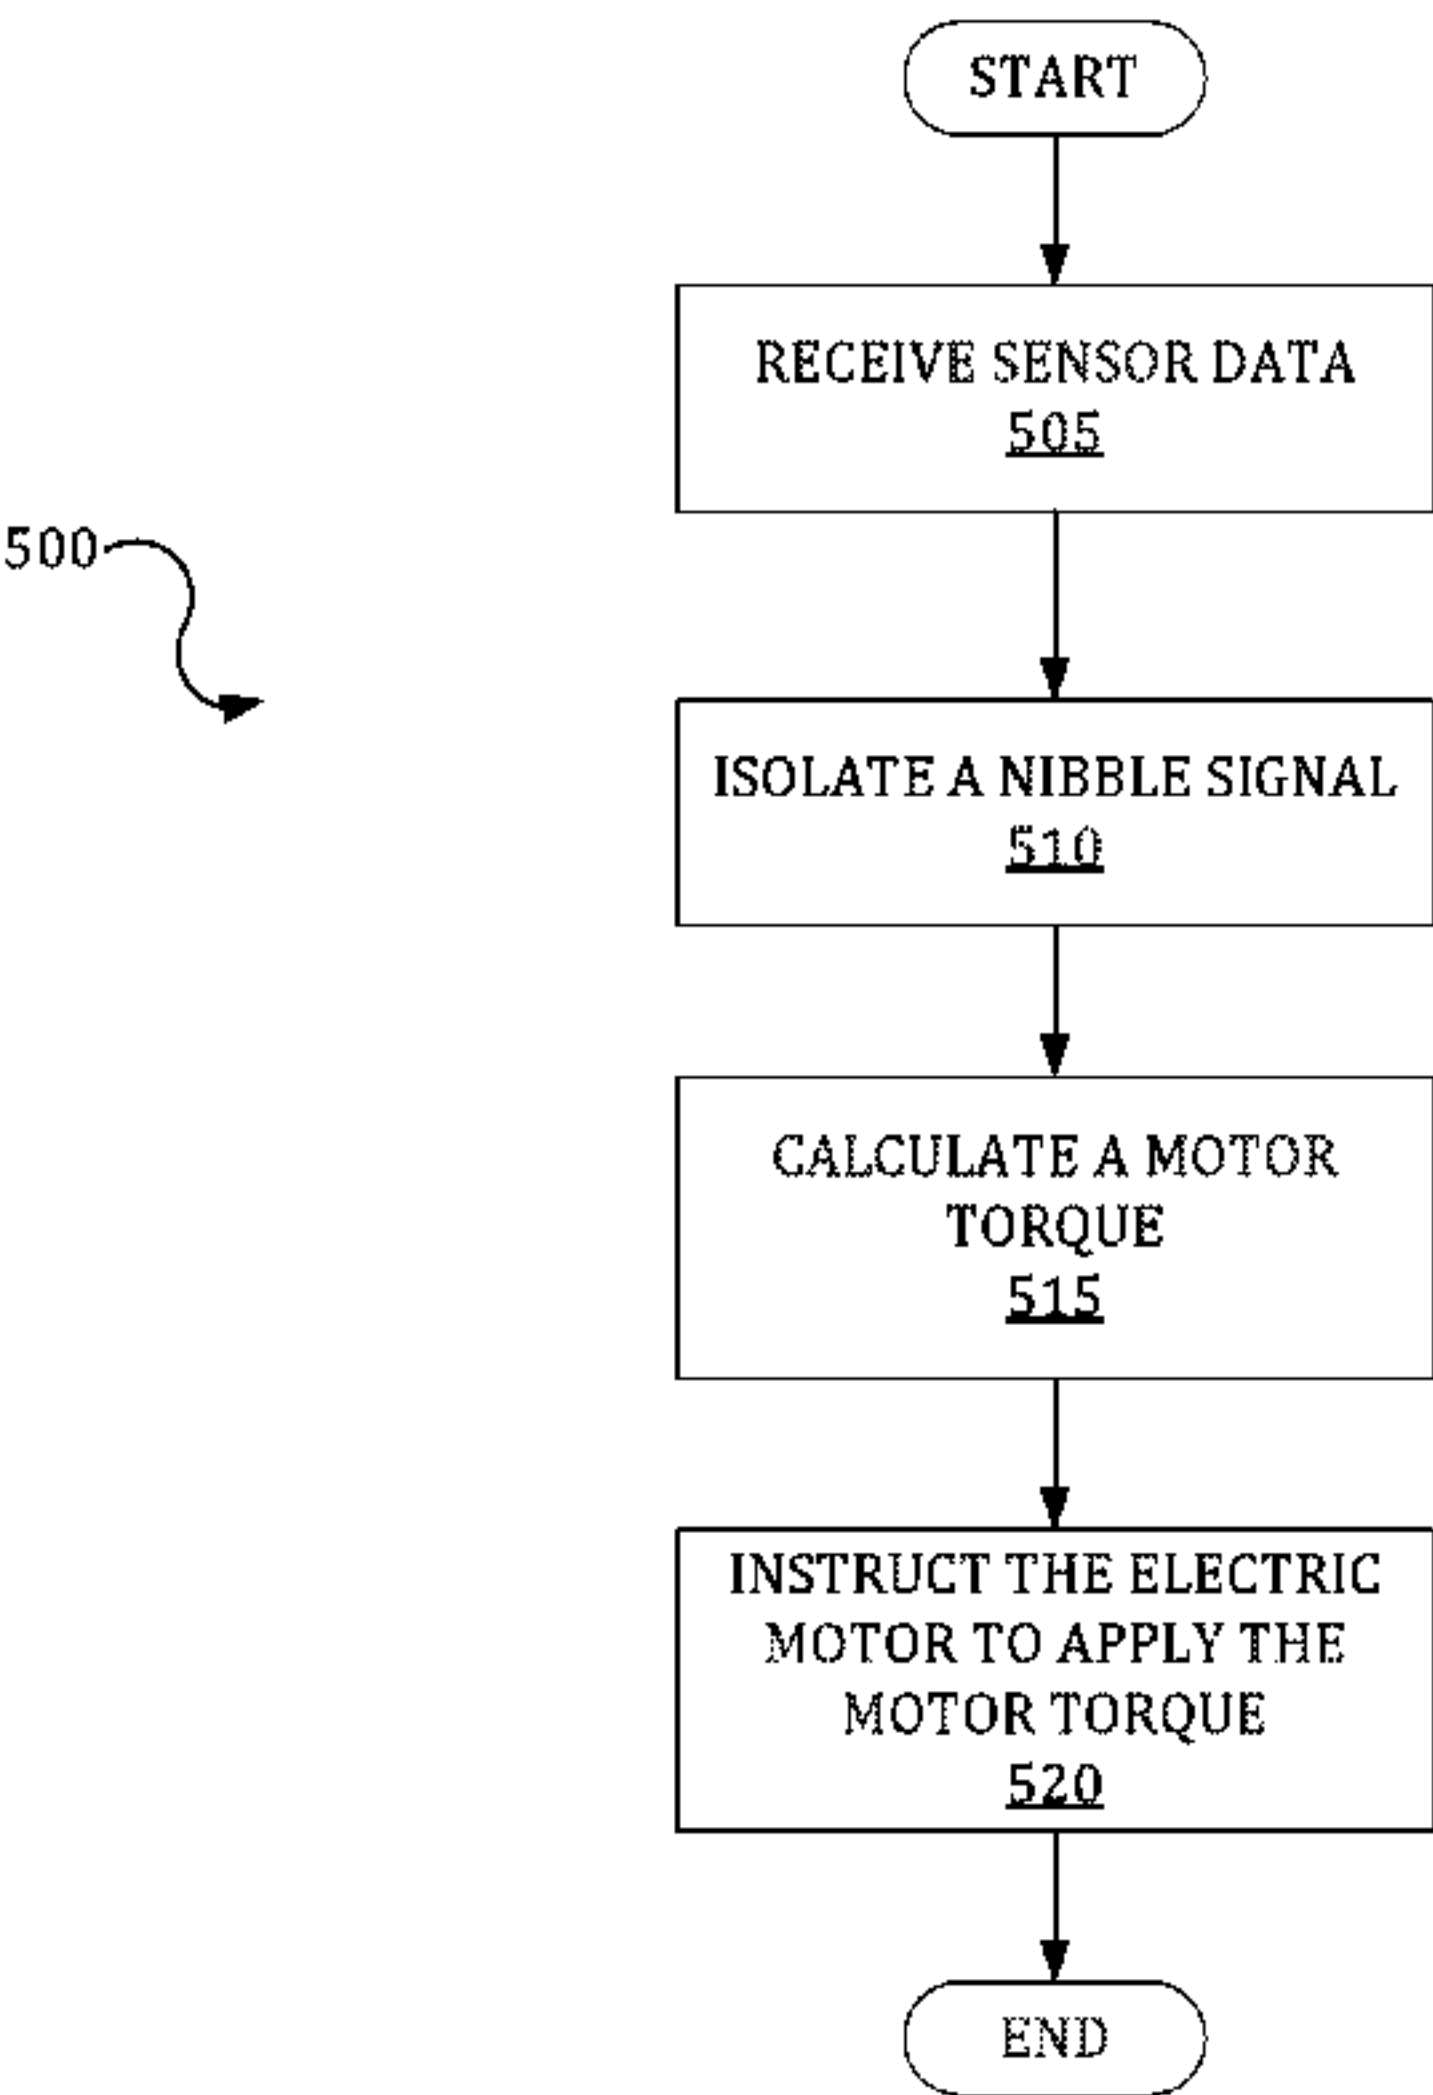 START
RECEIVE SENSOR DATA
505
500
ISOLATE A NIBBLE SIGNAL
510
CALCULATE A MOTOR
TORQUE
515
INSTRUCT THE ELECTRIC
MOTOR TO APPLY THE
MOTOR TORQUE
520
END